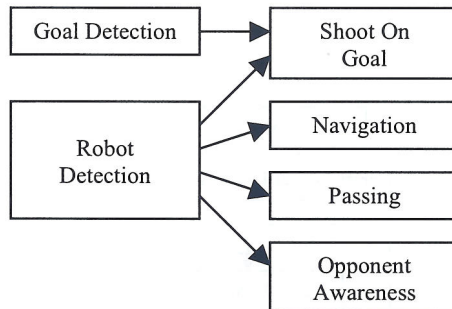 Goal Detection
Shoot On
Goal
Robot
Detection
Navigation
Passing
Opponent
Awareness